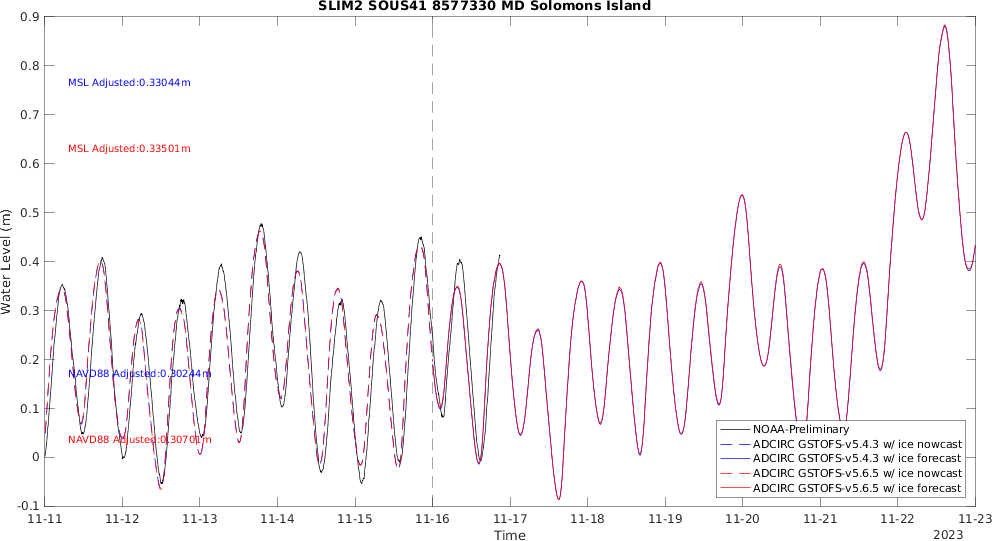 SLIM2 SOUS41 8577330 MD Solomons Island
0.9
0.8
0.7
0.6
0.5
0.4
0.3
0.2
0.1
0
-0.1
Water Level (m)
MSL Adjusted:0.33044m
MSL Adjusted:0.33501m
NAVD88 Adjusted:0.30244m
NAVD88 Adjusted:0.30701m
NOAA-Preliminary
ADCIRC GSTOFS-v5.4.3 w/ ice nowcast
ADCIRC GSTOFS-v5.4.3 w/ ice forecast
ADCIRC GSTOFS-v5.6.5 w/ ice nowcast
ADCIRC GSTOFS-v5.6.5 w/ ice forecast
11-11 11-12 11-13 11-14 11-15 11-16 11-17 11-18 11-19 11-20 11-21 11-22 11-23
Time
2023